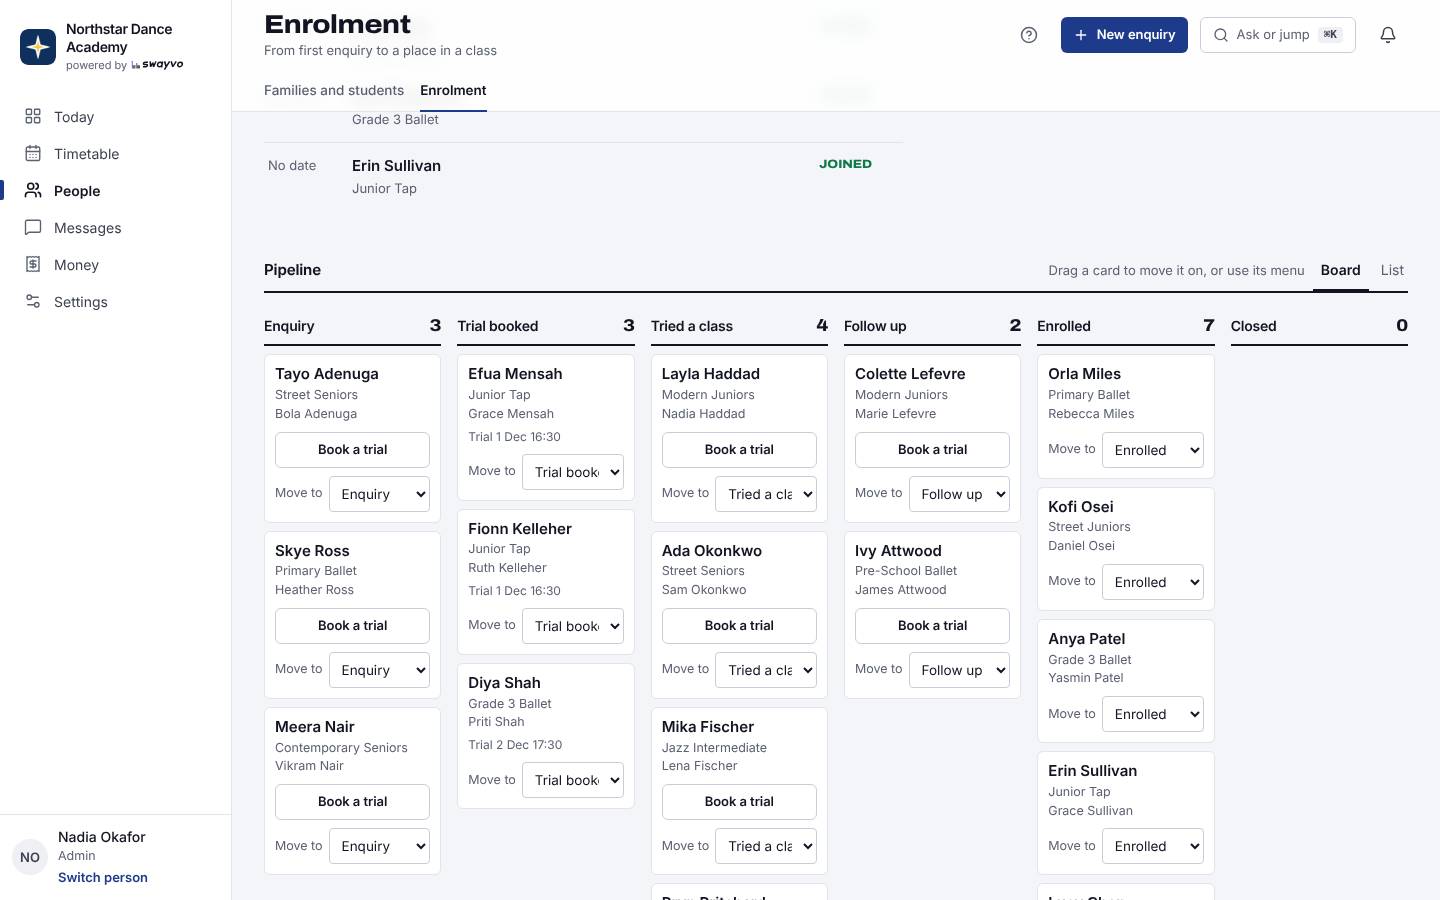 Northstar Dance
Academy
powered by swayvo
Today
Timetable
People
Messages
Money
Settings
NO
Nadia Okafor
Admin
Switch person
Enrolment
From first enquiry to a place in a class
New enquiry
Ask or jump ⌘K
Families and students
Enrolment
Grade 3 Ballet
No date
Erin Sullivan
JOINED
Junior Tap
Pipeline
Drag a card to move it on, or use its menu
Board
List
Enquiry 3
Tayo Adenuga
Street Seniors
Bola Adenuga
Book a trial
Move to Enquiry
Skye Ross
Primary Ballet
Heather Ross
Book a trial
Move to Enquiry
Meera Nair
Contemporary Seniors
Vikram Nair
Book a trial
Move to Enquiry
Trial booked 3
Efua Mensah
Junior Tap
Grace Mensah
Trial 1 Dec 16:30
Move to Trial book
Fionn Kelleher
Junior Tap
Ruth Kelleher
Trial 1 Dec 16:30
Move to Trial book
Diya Shah
Grade 3 Ballet
Priti Shah
Trial 2 Dec 17:30
Move to Trial book
Tried a class 4
Layla Haddad
Modern Juniors
Nadia Haddad
Book a trial
Move to Tried a cla
Ada Okonkwo
Street Seniors
Sam Okonkwo
Book a trial
Move to Tried a cla
Mika Fischer
Jazz Intermediate
Lena Fischer
Book a trial
Move to Tried a cla
Follow up 2
Colette Lefevre
Modern Juniors
Marie Lefevre
Book a trial
Move to Follow up
Ivy Attwood
Pre-School Ballet
James Attwood
Book a trial
Move to Follow up
Enrolled 7
Orla Miles
Primary Ballet
Rebecca Miles
Move to Enrolled
Kofi Osei
Street Juniors
Daniel Osei
Move to Enrolled
Anya Patel
Grade 3 Ballet
Yasmin Patel
Move to Enrolled
Erin Sullivan
Junior Tap
Grace Sullivan
Move to Enrolled
Closed 0